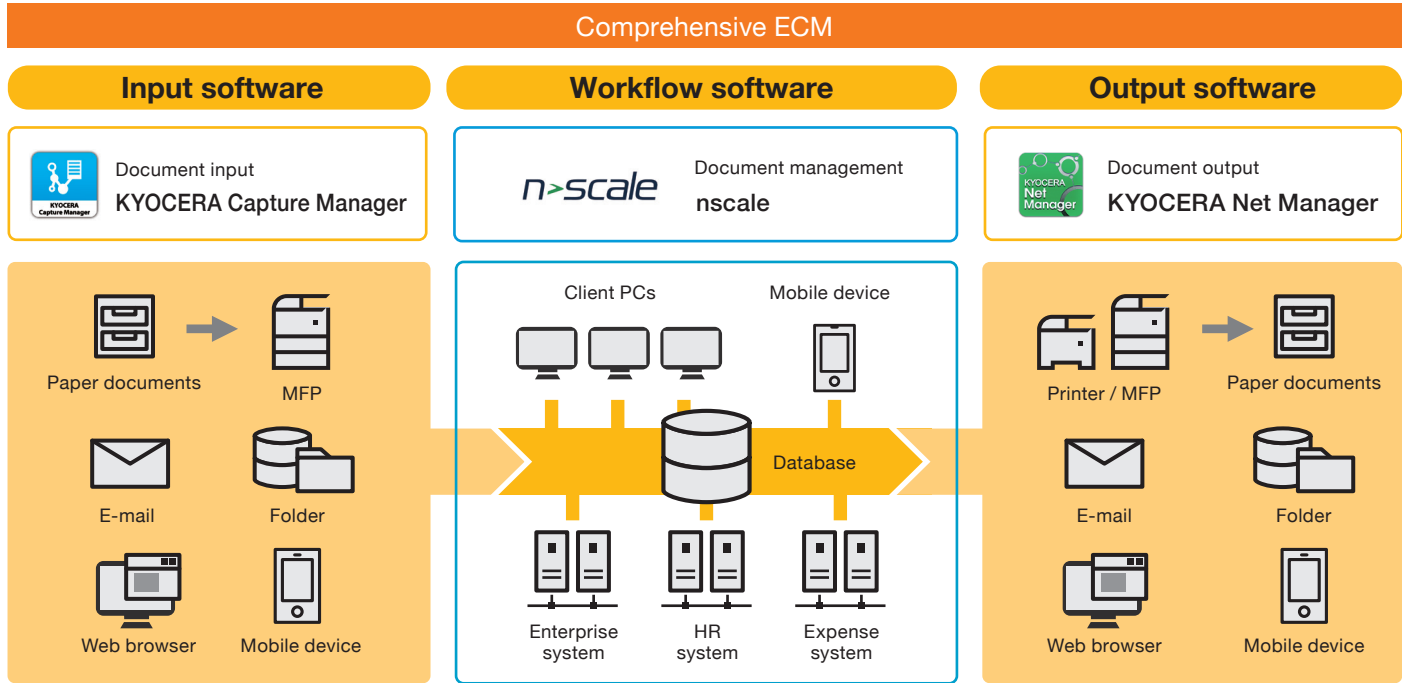 Comprehensive ECM
Input software
Workflow software
Output software
KYOCERA
Capture Manager
Document input
KYOCERA Capture Manager
n>scale
Document management
nscale
KYOCERA
Net
Manager
Document output
KYOCERA Net Manager
Paper documents
MFP
E-mail
Folder
Web browser
Mobile device
Client PCs
Mobile device
Database
Enterprise
system
HR
system
Expense
system
Printer / MFP
Paper documents
E-mail
Folder
Web browser
Mobile device